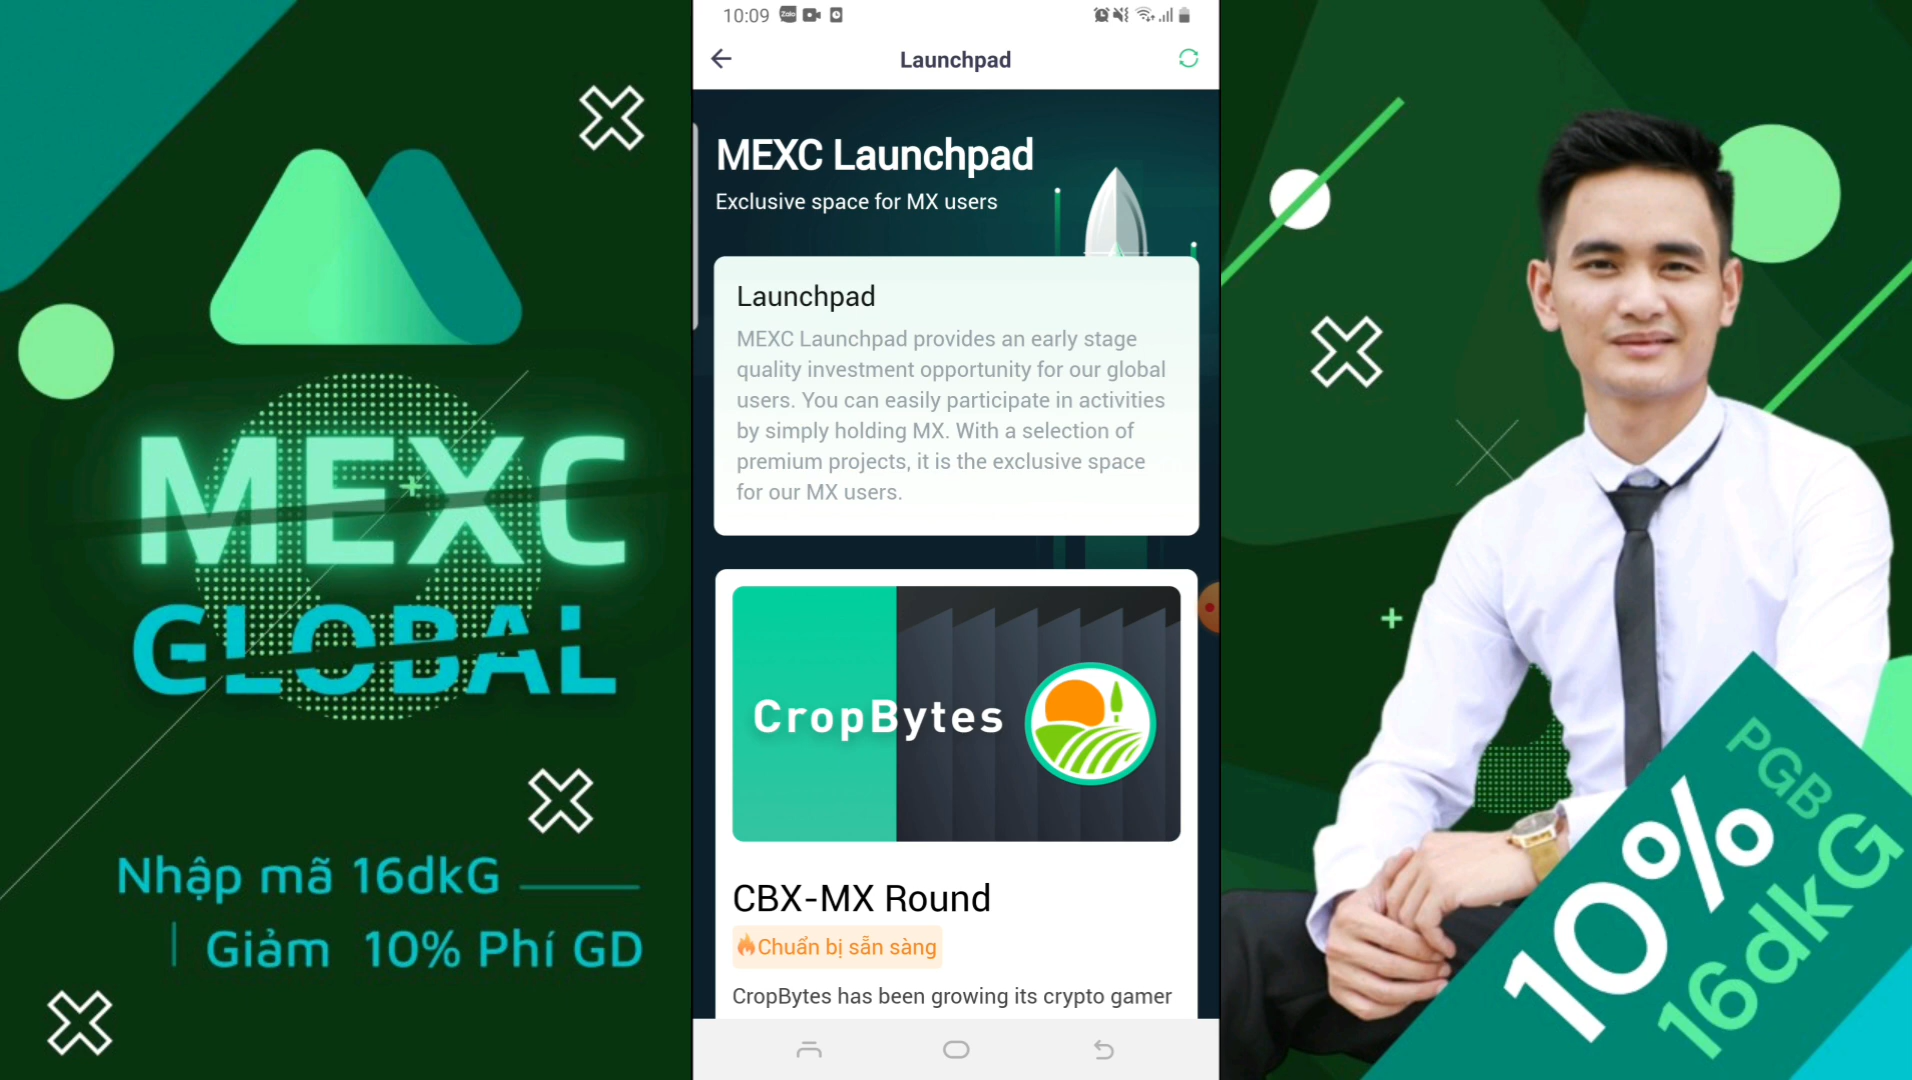 MEXC
GLOBAL
Nhập mã 16dkG
Giảm 10% Phí GD
10:09
Zalo
Launchpad
MEXC Launchpad
Exclusive space for MX users
Launchpad
MEXC Launchpad provides an early stage
quality investment opportunity for our global
users. You can easily participate in activities
by simply holding MX. With a selection of
premium projects, it is the exclusive space
for our MX users.
CropBytes
CBX-MX Round
Chuẩn bị sẵn sàng
CropBytes has been growing its crypto gamer
PGB
10%
16dkG